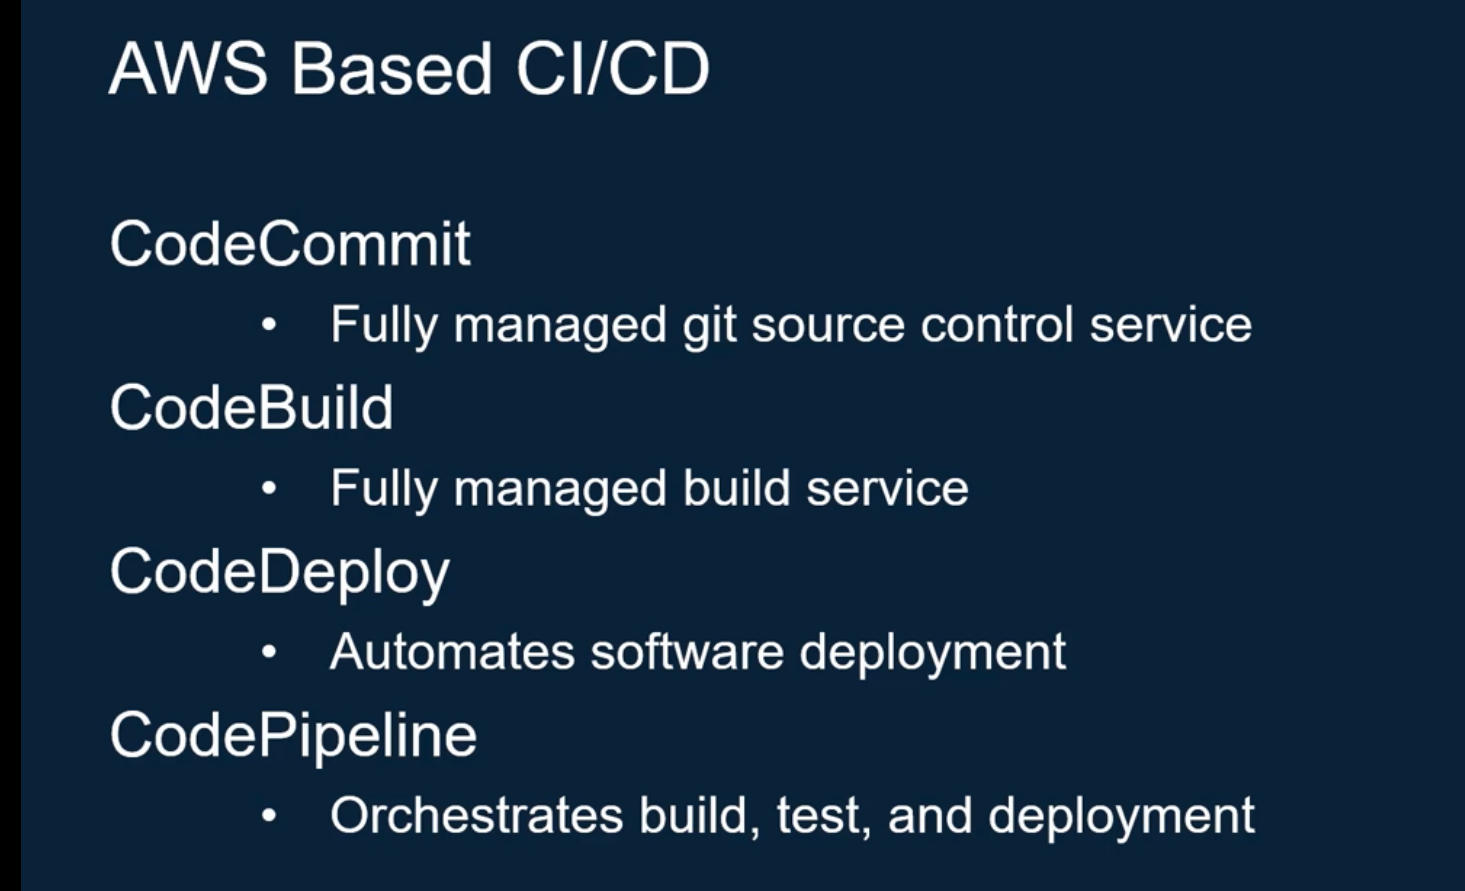 AWS Based CI/CD
CodeCommit
• Fully managed git source control service
CodeBuild
• Fully managed build service
CodeDeploy
• Automates software deployment
CodePipeline
• Orchestrates build, test, and deployment